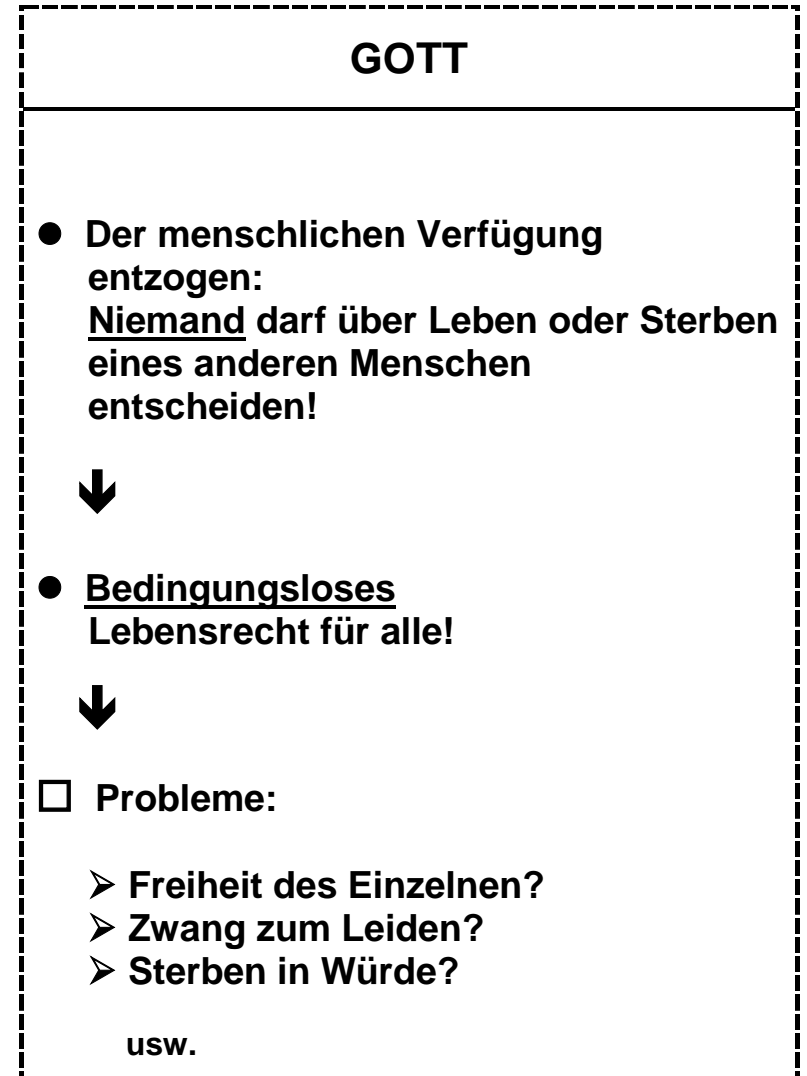 GOTT
● Der menschlichen Verfügung
entzogen:
Niemand darf über Leben oder Sterben
eines anderen Menschen
entscheiden!
🡻
● Bedingungsloses
Lebensrecht für alle!
🡻
☐ Probleme:
➢ Freiheit des Einzelnen?
➢ Zwang zum Leiden?
➢ Sterben in Würde?
usw.